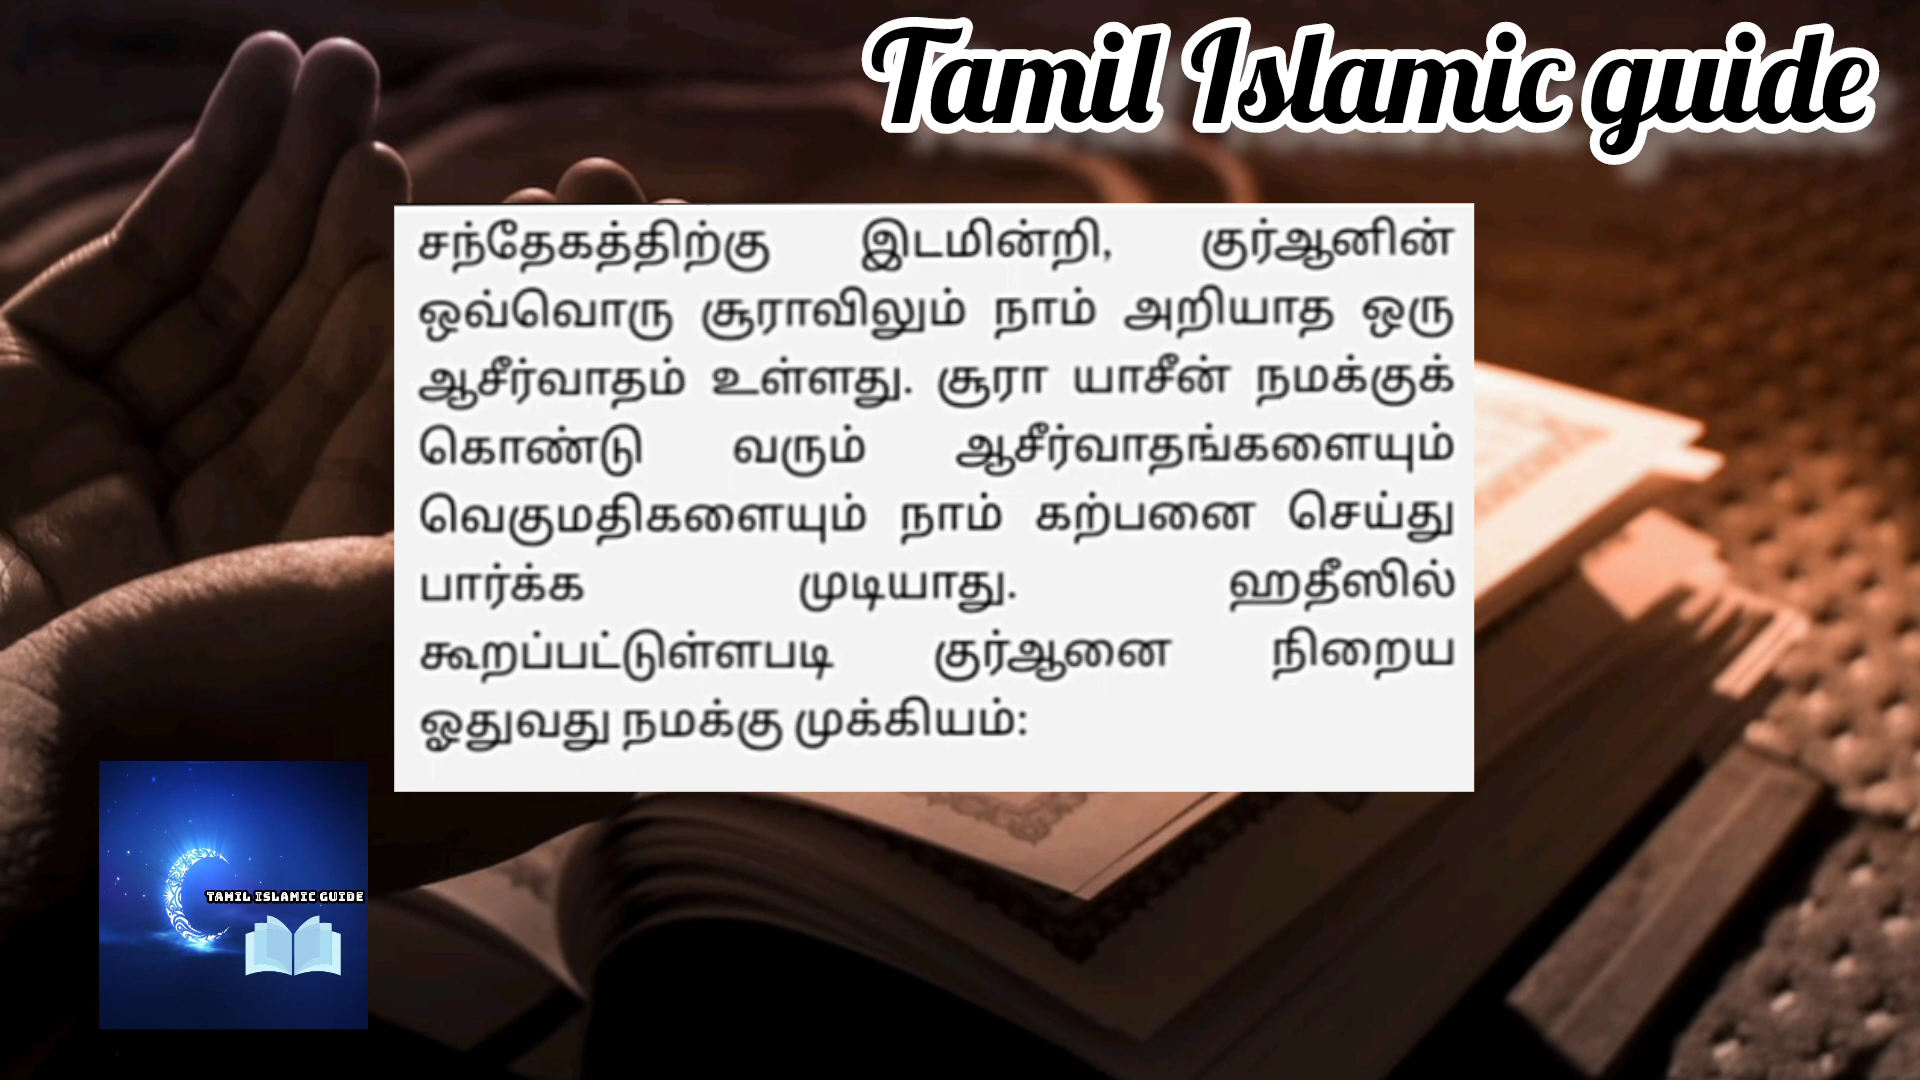 Tamil Islamic guide
சந்தேகத்திற்கு இடமின்றி, குர்ஆனின்
ஒவ்வொரு சூராவிலும் நாம் அறியாத ஒரு
ஆசீர்வாதம் உள்ளது. சூரா யாசீன் நமக்குக்
கொண்டு வரும் ஆசீர்வாதங்களையும்
வெகுமதிகளையும் நாம் கற்பனை செய்து
பார்க்க முடியாது. ஹதீஸில்
கூறப்பட்டுள்ளபடி குர்ஆனை நிறைய
ஓதுவது நமக்கு முக்கியம்:
TAMIL ISLAMIC GUIDE